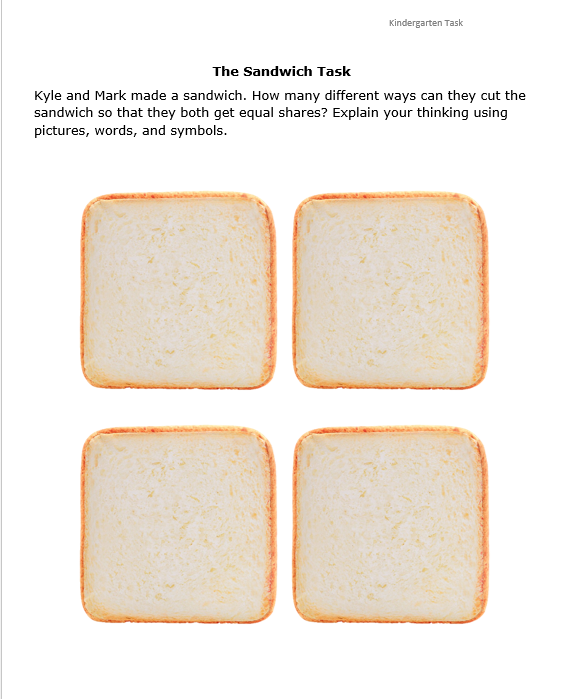 Kindergarten Task
The Sandwich Task
Kyle and Mark made a sandwich. How many different ways can they cut the
sandwich so that they both get equal shares? Explain your thinking using
pictures, words, and symbols.